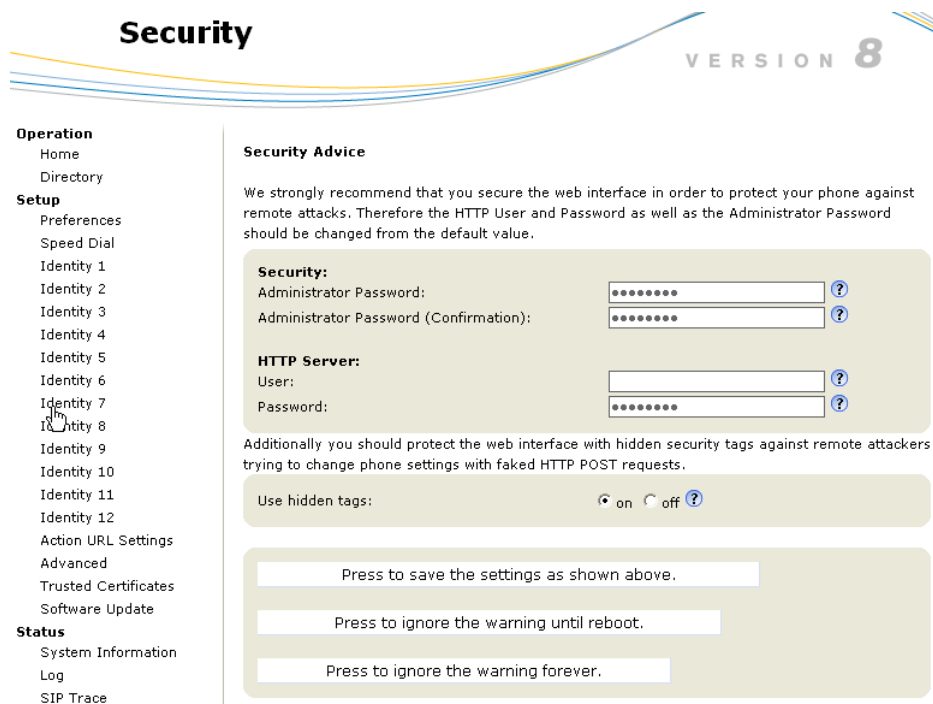 Security
VERSION 8
Operation
Home
Directory
Setup
Preferences
Speed Dial
Identity 1
Identity 2
Identity 3
Identity 4
Identity 5
Identity 6
Identity 7
Identity 8
Identity 9
Identity 10
Identity 11
Identity 12
Action URL Settings
Advanced
Trusted Certificates
Software Update
Status
System Information
Log
SIP Trace
Security Advice
We strongly recommend that you secure the web interface in order to protect your phone against
remote attacks. Therefore the HTTP User and Password as well as the Administrator Password
should be changed from the default value.
Security:
Administrator Password: ●●●●●●●● ?
Administrator Password (Confirmation): ●●●●●●●● ?
HTTP Server:
User: ?
Password: ●●●●●●●● ?
Additionally you should protect the web interface with hidden security tags against remote attackers
trying to change phone settings with faked HTTP POST requests.
Use hidden tags: on off ?
Press to save the settings as shown above.
Press to ignore the warning until reboot.
Press to ignore the warning forever.